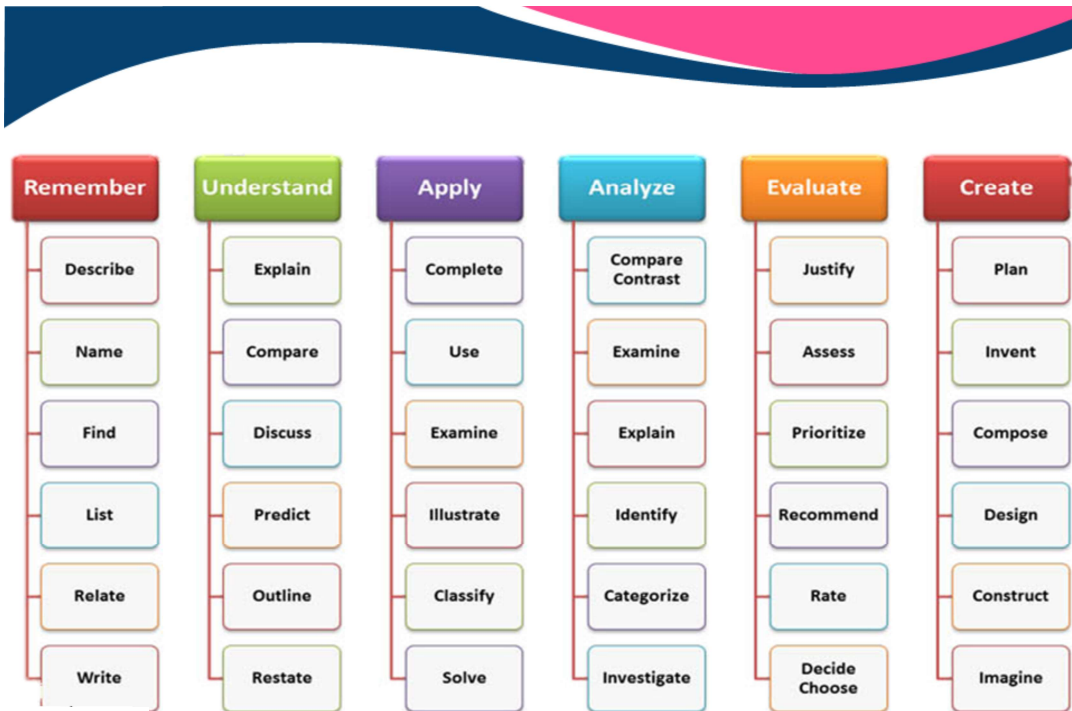 Remember
Describe
Name
Find
List
Relate
Write
Understand
Explain
Compare
Discuss
Predict
Outline
Restate
Apply
Complete
Use
Examine
Illustrate
Classify
Solve
Analyze
Compare
Contrast
Examine
Explain
Identify
Categorize
Investigate
Evaluate
Justify
Assess
Prioritize
Recommend
Rate
Decide
Choose
Create
Plan
Invent
Compose
Design
Construct
Imagine